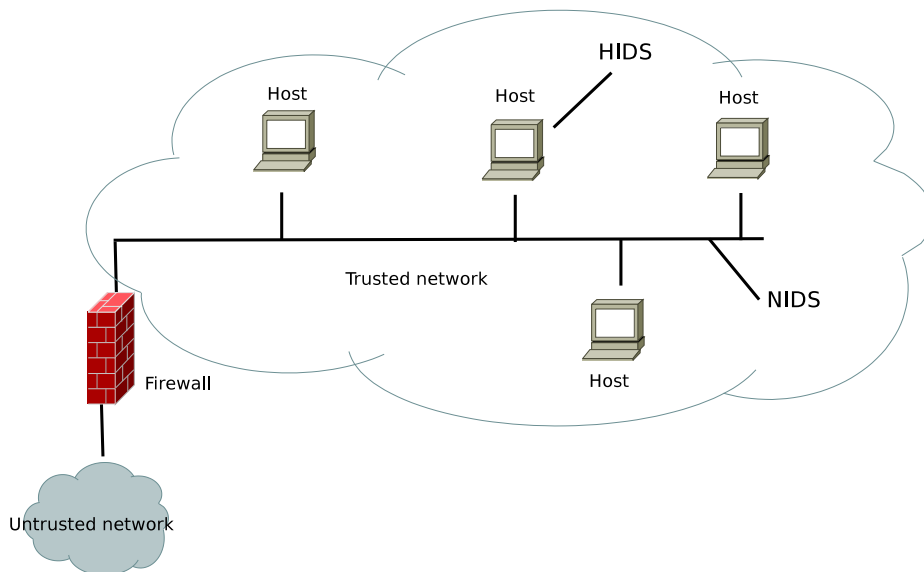 HIDS
Host
Host
Host
Trusted network
NIDS
Host
Firewall
Untrusted network